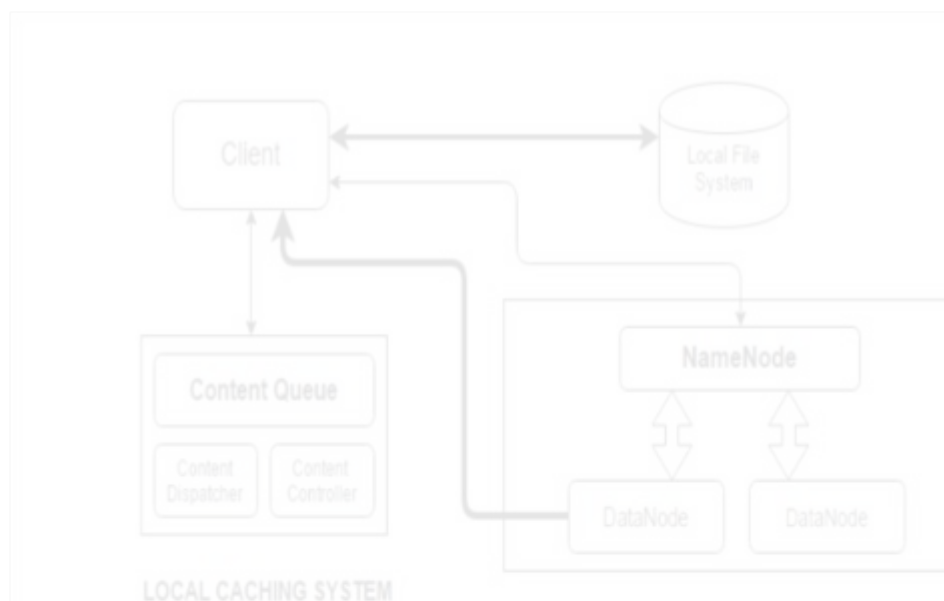 Client
Local File
System
NameNode
Content Queue
Content
Dispatcher
Content
Controller
DataNode
DataNode
LOCAL CACHING SYSTEM